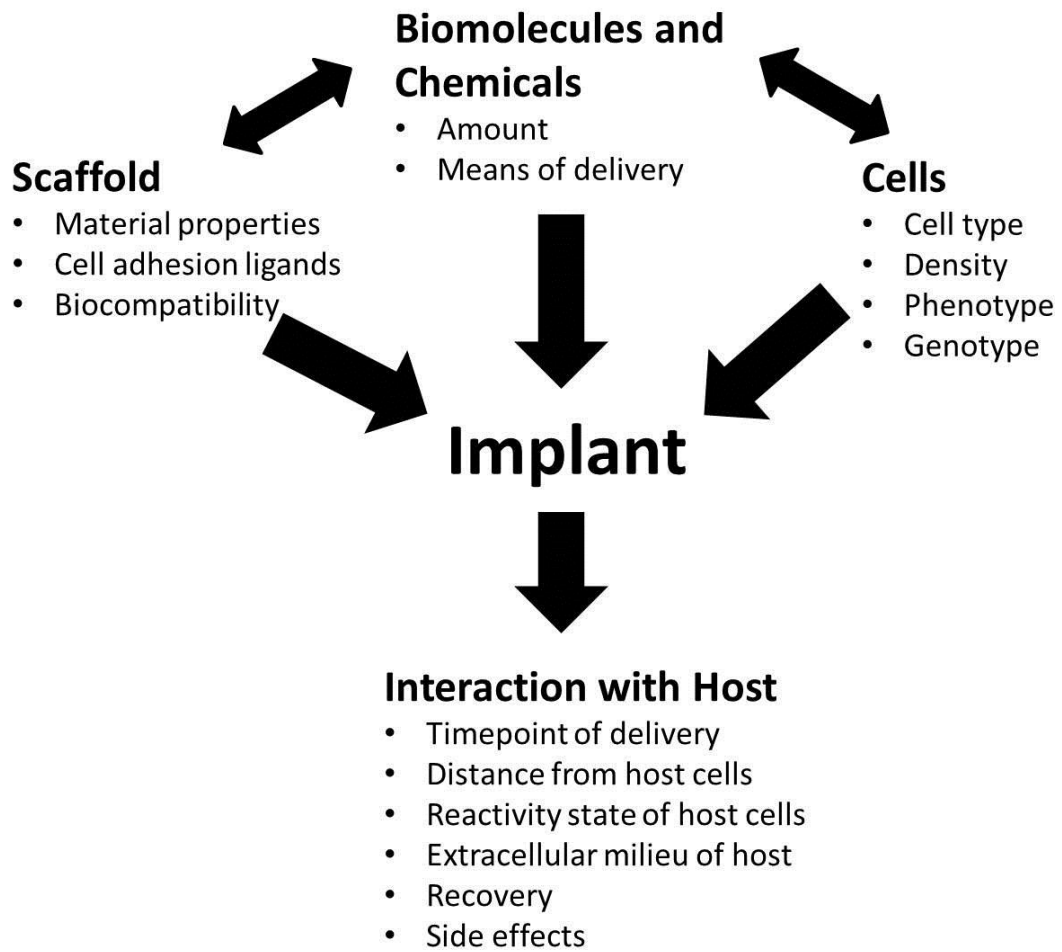 Biomolecules and
Chemicals
• Amount
• Means of delivery
Scaffold
• Material properties
• Cell adhesion ligands
• Biocompatibility
Cells
• Cell type
• Density
• Phenotype
• Genotype
Implant
Interaction with Host
• Timepoint of delivery
• Distance from host cells
• Reactivity state of host cells
• Extracellular milieu of host
• Recovery
• Side effects